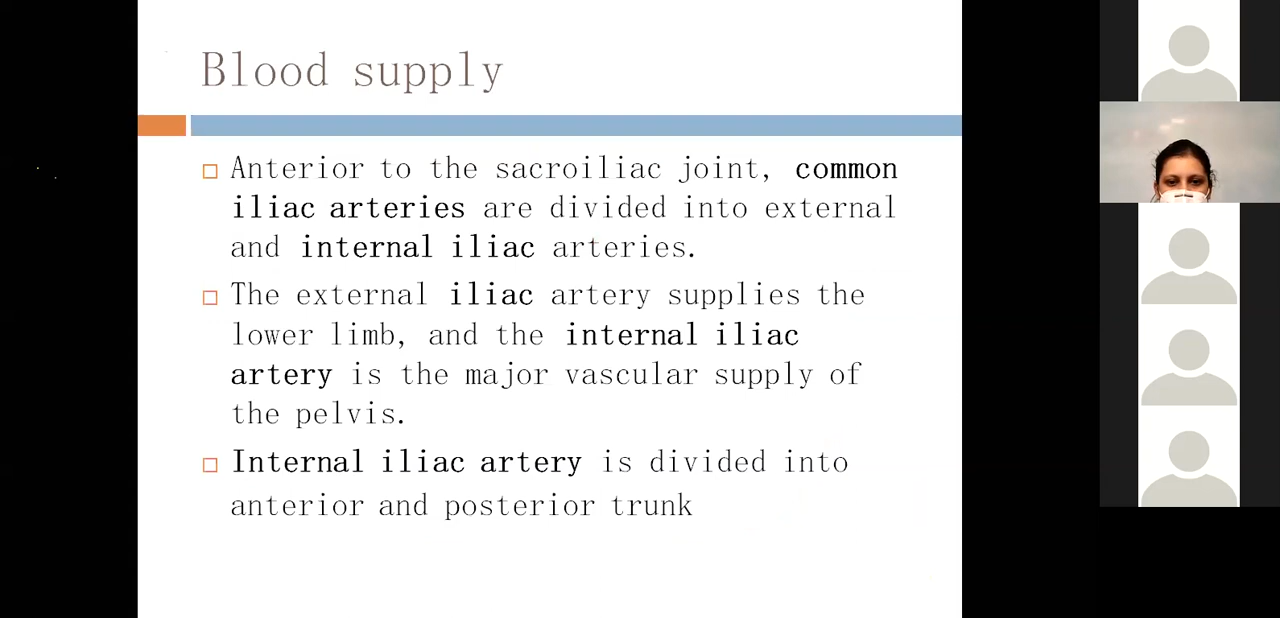 Blood supply
Anterior to the sacroiliac joint, common
iliac arteries are divided into external
and internal iliac arteries.
The external iliac artery supplies the
lower limb, and the internal iliac
artery is the major vascular supply of
the pelvis.
Internal iliac artery is divided into
anterior and posterior trunk